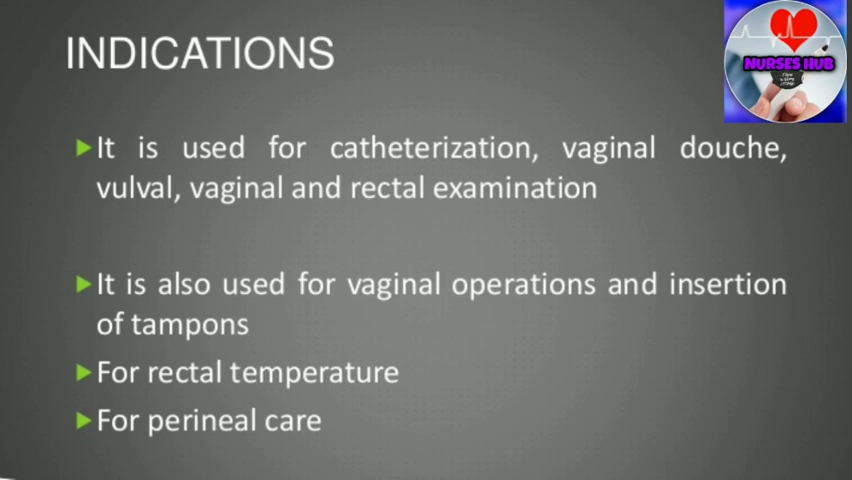 INDICATIONS
NURSES HUB
It is used for catheterization, vaginal douche,
vulval, vaginal and rectal examination
It is also used for vaginal operations and insertion
of tampons
For rectal temperature
For perineal care